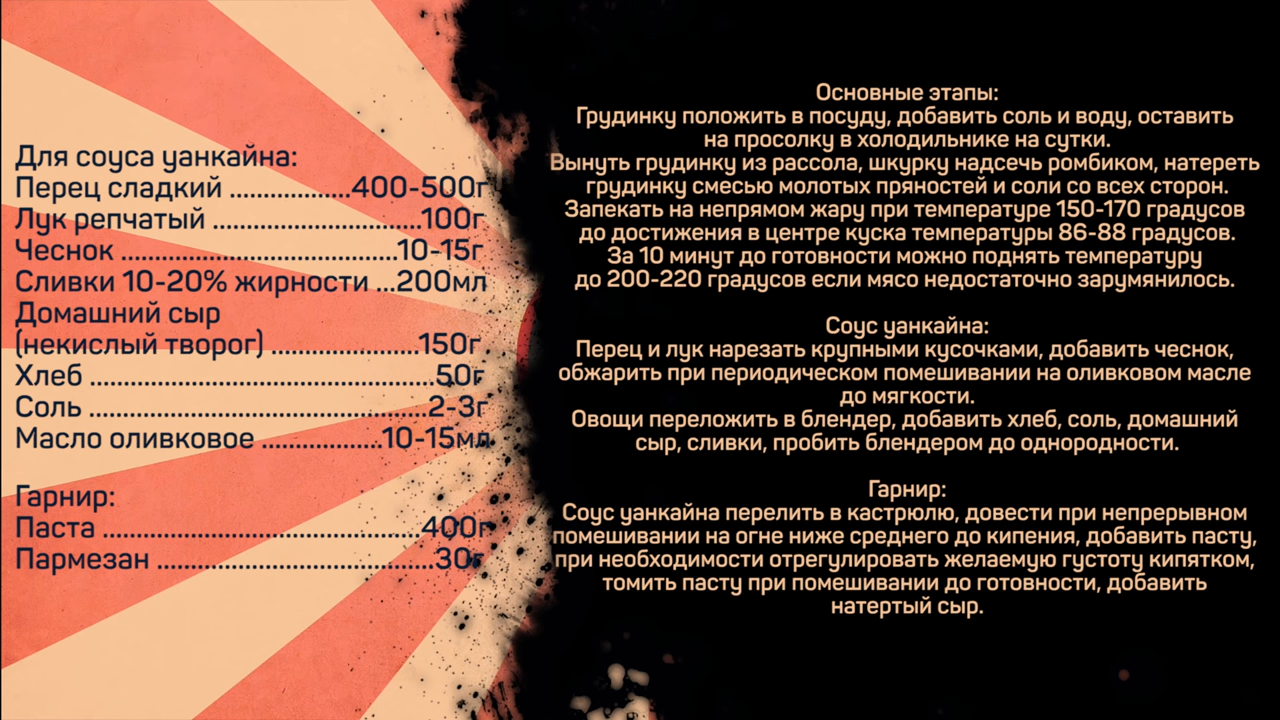 Для соуса уанкайна:
Перец сладкий ....................400-500г
Лук репчатый ..................................100г
Чеснок .............................................10-15г
Сливки 10-20% жирности ...200мл
Домашний сыр
(некислый творог) ........................150г
Хлеб .........................................................50г
Соль .......................................................2-3г
Масло оливковое ....................10-15мл
Гарнир:
Паста ....................................................400г
Пармезан .............................................30г
Основные этапы:
Грудинку положить в посуду, добавить соль и воду, оставить
на просолку в холодильнике на сутки.
Вынуть грудинку из рассола, шкурку надсечь ромбиком, натереть
грудинку смесью молотых пряностей и соли со всех сторон.
Запекать на непрямом жару при температуре 150-170 градусов
до достижения в центре куска температуры 86-88 градусов.
За 10 минут до готовности можно поднять температуру
до 200-220 градусов если мясо недостаточно зарумянилось.
Соус уанкайна:
Перец и лук нарезать крупными кусочками, добавить чеснок,
обжарить при периодическом помешивании на оливковом масле
до мягкости.
Овощи переложить в блендер, добавить хлеб, соль, домашний
сыр, сливки, пробить блендером до однородности.
Гарнир:
Соус уанкайна перелить в кастрюлю, довести при непрерывном
помешивании на огне ниже среднего до кипения, добавить пасту,
при необходимости отрегулировать желаемую густоту кипятком,
томить пасту при помешивании до готовности, добавить
натертый сыр.